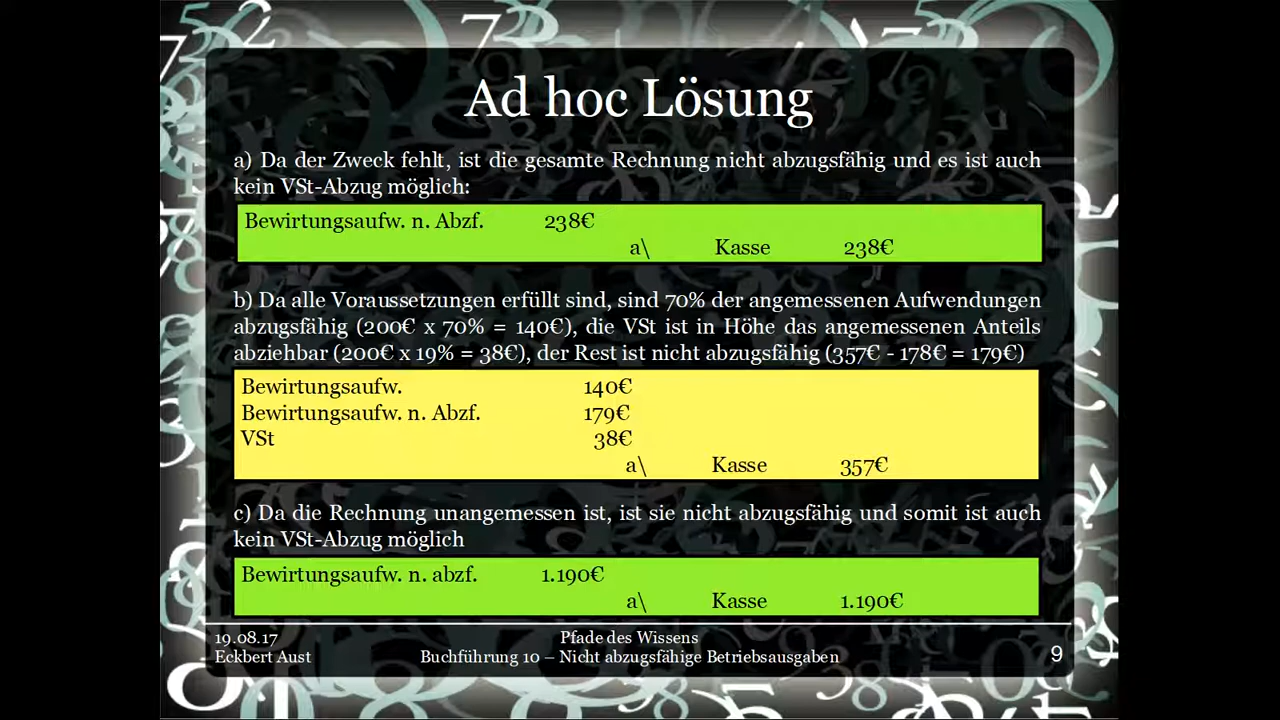 Ad hoc Lösung
a) Da der Zweck fehlt, ist die gesamte Rechnung nicht abzugsfähig und es ist auch
kein VSt-Abzug möglich:
Bewirtungsaufw. n. Abzf. 238€
a\ Kasse 238€
b) Da alle Voraussetzungen erfüllt sind, sind 70% der angemessenen Aufwendungen
abzugsfähig (200€ x 70% = 140€), die VSt ist in Höhe das angemessenen Anteils
abziehbar (200€ x 19% = 38€), der Rest ist nicht abzugsfähig (357€ - 178€ = 179€)
Bewirtungsaufw. 140€
Bewirtungsaufw. n. Abzf. 179€
VSt 38€
a\ Kasse 357€
c) Da die Rechnung unangemessen ist, ist sie nicht abzugsfähig und somit ist auch
kein VSt-Abzug möglich
Bewirtungsaufw. n. abzf. 1.190€
a\ Kasse 1.190€
19.08.17 Pfade des Wissens
Eckbert Aust Buchführung 10 – Nicht abzugsfähige Betriebsausgaben 9